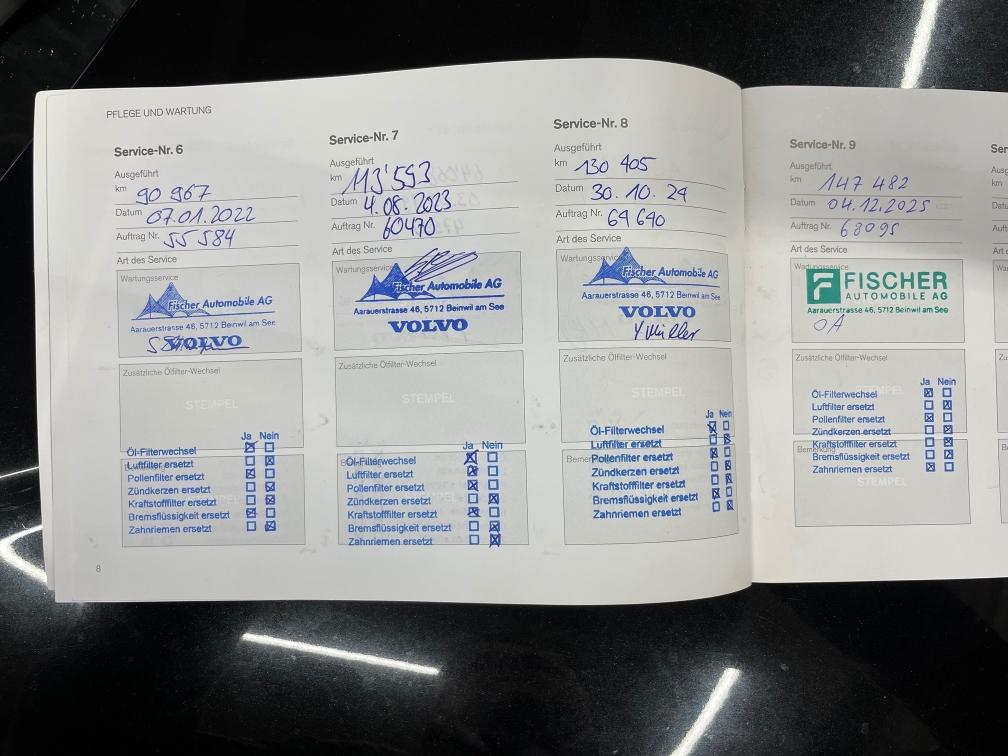 PFLEGE UND WARTUNG
Service-Nr. 6
Ausgeführt
km 90 967
Datum 07.01.2022
Auftrag Nr. 55 584
Art des Service
Wartungsservice
Fischer Automobile AG
Aarauerstrasse 46, 5712 Beinwil am See
VOLVO
Zusätzliche Ölfilter-Wechsel
STEMPEL
Ja Nein
Öl-Filterwechsel
Luftfilter ersetzt
Pollenfilter ersetzt
Zündkerzen ersetzt
Kraftstofffilter ersetzt
Bremsflüssigkeit ersetzt
Zahnriemen ersetzt
8
Service-Nr. 7
Ausgeführt
km 113'593
Datum 4.08.2023
Auftrag Nr. 60470
Art des Service
Wartungsservice
Fischer Automobile AG
Aarauerstrasse 46, 5712 Beinwil am See
VOLVO
Zusätzliche Ölfilter-Wechsel
STEMPEL
Ja Nein
Öl-Filterwechsel
Luftfilter ersetzt
Pollenfilter ersetzt
Zündkerzen ersetzt
Kraftstofffilter ersetzt
Bremsflüssigkeit ersetzt
Zahnriemen ersetzt
Service-Nr. 8
Ausgeführt
km 130 405
Datum 30.10.24
Auftrag Nr. 64 640
Art des Service
Wartungsservice
Fischer Automobile AG
Aarauerstrasse 46, 5712 Beinwil am See
VOLVO
Zusätzliche Ölfilter-Wechsel
STEMPEL
Ja Nein
Öl-Filterwechsel
Luftfilter ersetzt
Pollenfilter ersetzt
Zündkerzen ersetzt
Kraftstofffilter ersetzt
Bremsflüssigkeit ersetzt
Zahnriemen ersetzt
Service-Nr. 9
Ausgeführt
km 147 482
Datum 04.12.2025
Auftrag Nr. 68095
Art des Service
Wartungsservice
FISCHER
AUTOMOBILE AG
Aarauerstrasse 46, 5712 Beinwil am See
OA
Zusätzliche Ölfilter-Wechsel
STEMPEL
Ja Nein
Öl-Filterwechsel
Luftfilter ersetzt
Pollenfilter ersetzt
Zündkerzen ersetzt
Kraftstofffilter ersetzt
Bremsflüssigkeit ersetzt
Zahnriemen ersetzt
STEMPEL